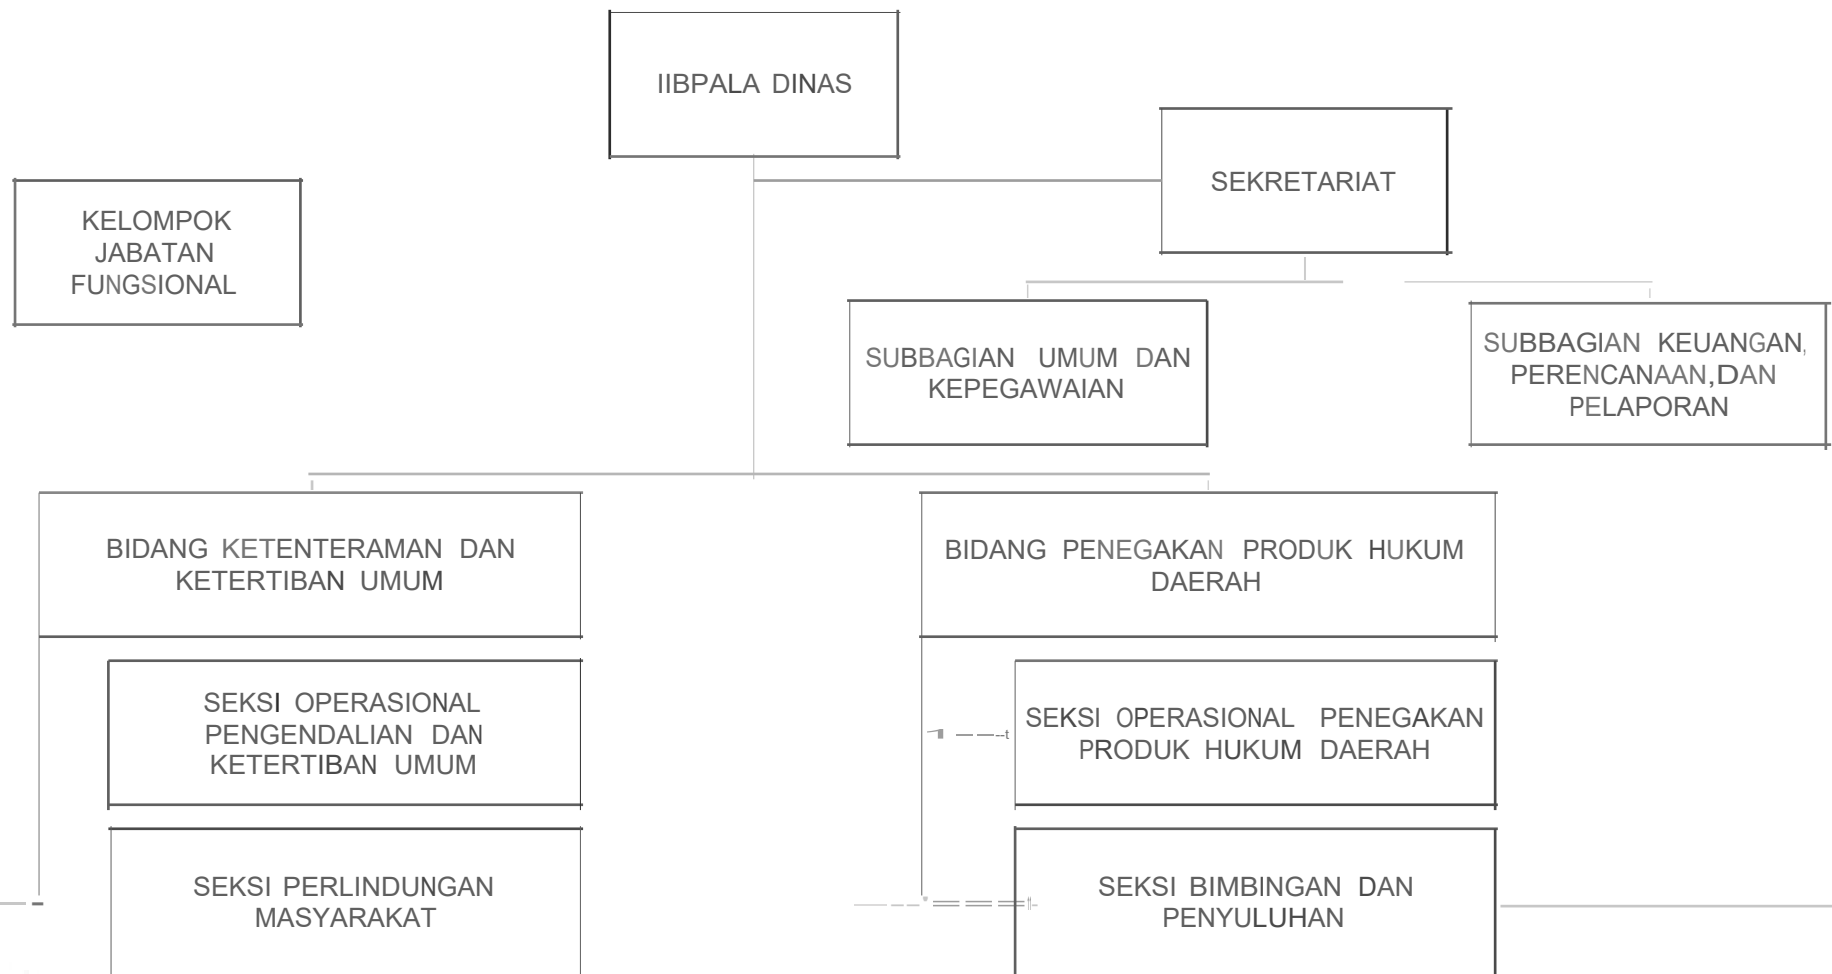 IIBPALA DINAS
SEKRETARIAT
KELOMPOK
JABATAN
FUNGSIONAL
SUBBAGIAN UMUM DAN
KEPEGAWAIAN
SUBBAGIAN KEUANGAN,
PERENCANAAN,DAN
PELAPORAN
BIDANG KETENTERAMAN DAN
KETERTIBAN UMUM
BIDANG PENEGAKAN PRODUK HUKUM
DAERAH
SEKSI OPERASIONAL
PENGENDALIAN DAN
KETERTIBAN UMUM
SEKSI OPERASIONAL PENEGAKAN
PRODUK HUKUM DAERAH
SEKSI PERLINDUNGAN
MASYARAKAT
SEKSI BIMBINGAN DAN
PENYULUHAN